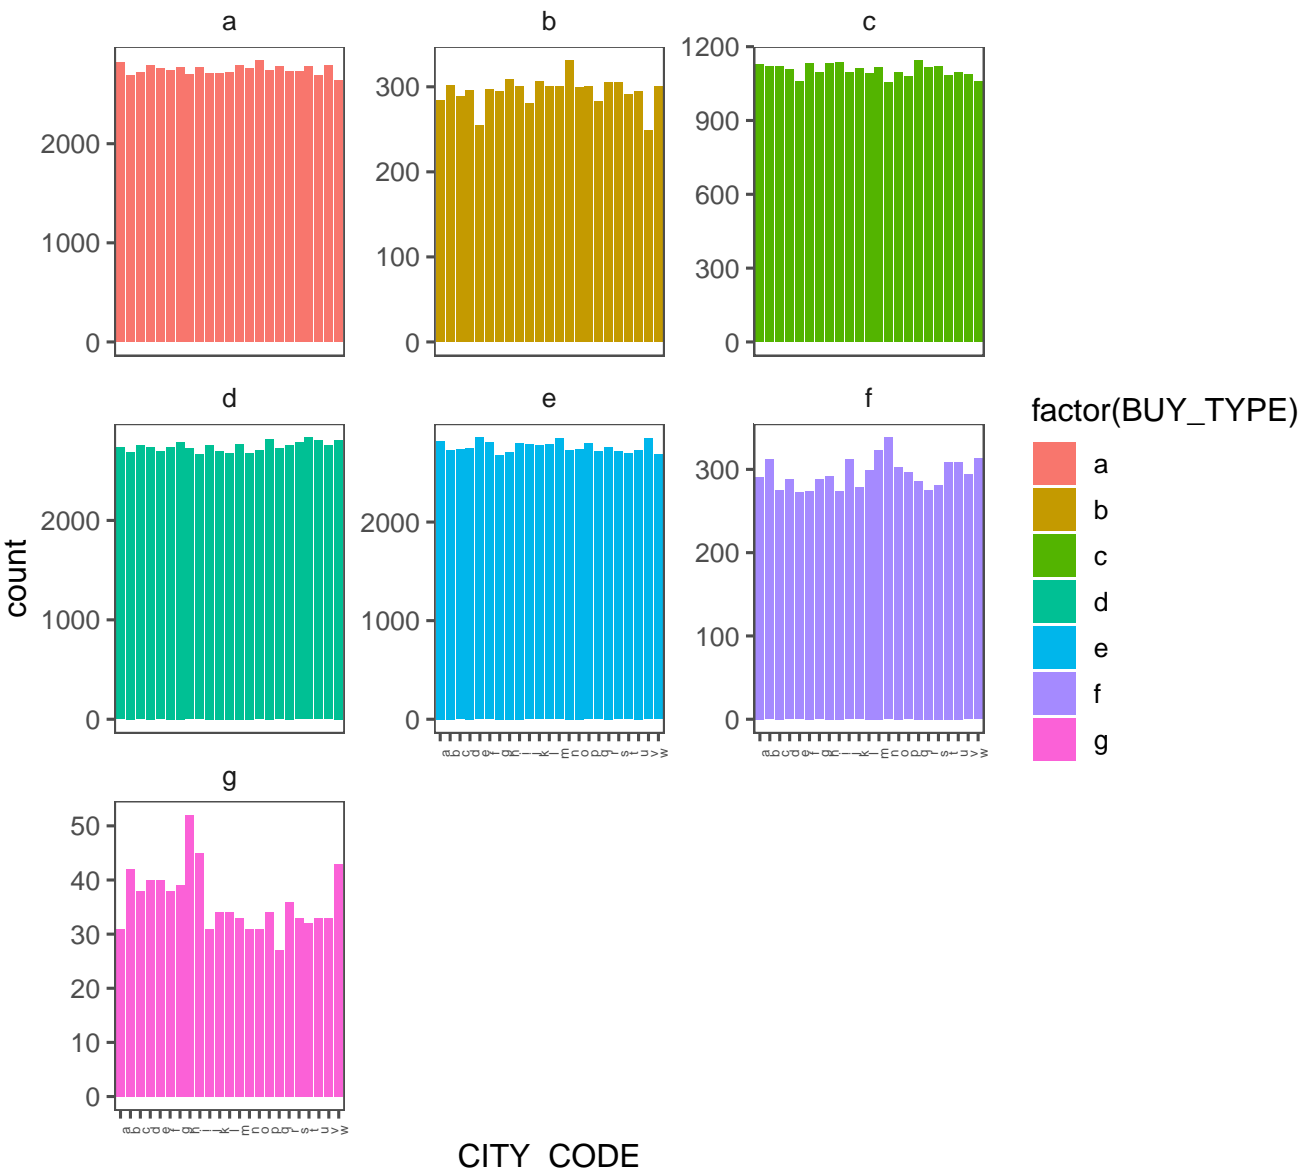 a
b
c
1200
900
600
300
0
300
200
100
0
2000
1000
0
d
e
f
2000
1000
0
2000
1000
0
300
200
100
0
a b c d e f g h i j k l m n o p q r s t u v w
a b c d e f g h i j k l m n o p q r s t u v w
g
50
40
30
20
10
0
a b c d e f g h i j k l m n o p q r s t u v w
count
CITY_CODE
factor(BUY_TYPE)
a
b
c
d
e
f
g